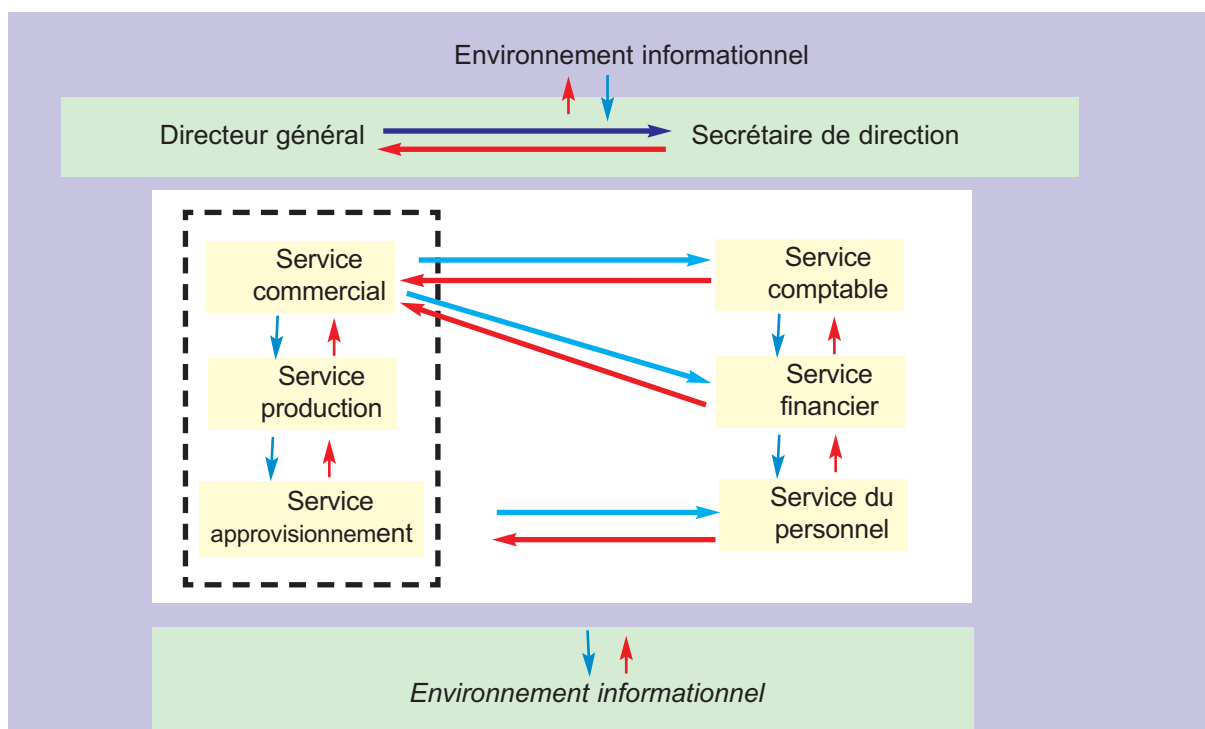 Environnement informationnel
Directeur général
Secrétaire de direction
Service
commercial
Service
comptable
Service
production
Service
financier
Service
approvisionnement
Service du
personnel
Environnement informationnel